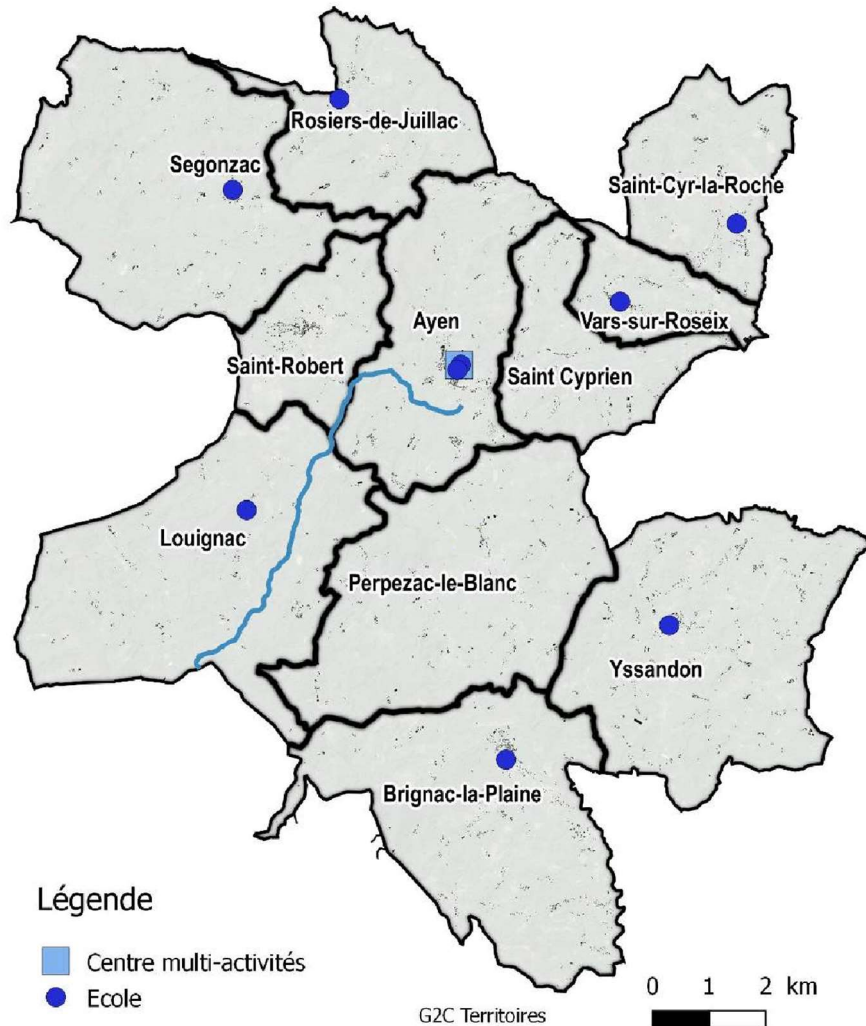 Rosiers-de-Juillac
Segonzac
Saint-Cyr-la-Roche
Ayen
Vars-sur-Roseix
Saint-Robert
Saint Cyprien
Louignac
Perpezac-le-Blanc
Yssandon
Brignac-la-Plaine
Légende
Centre multi-activités
Ecole
G2C Territoires
0 1 2 km